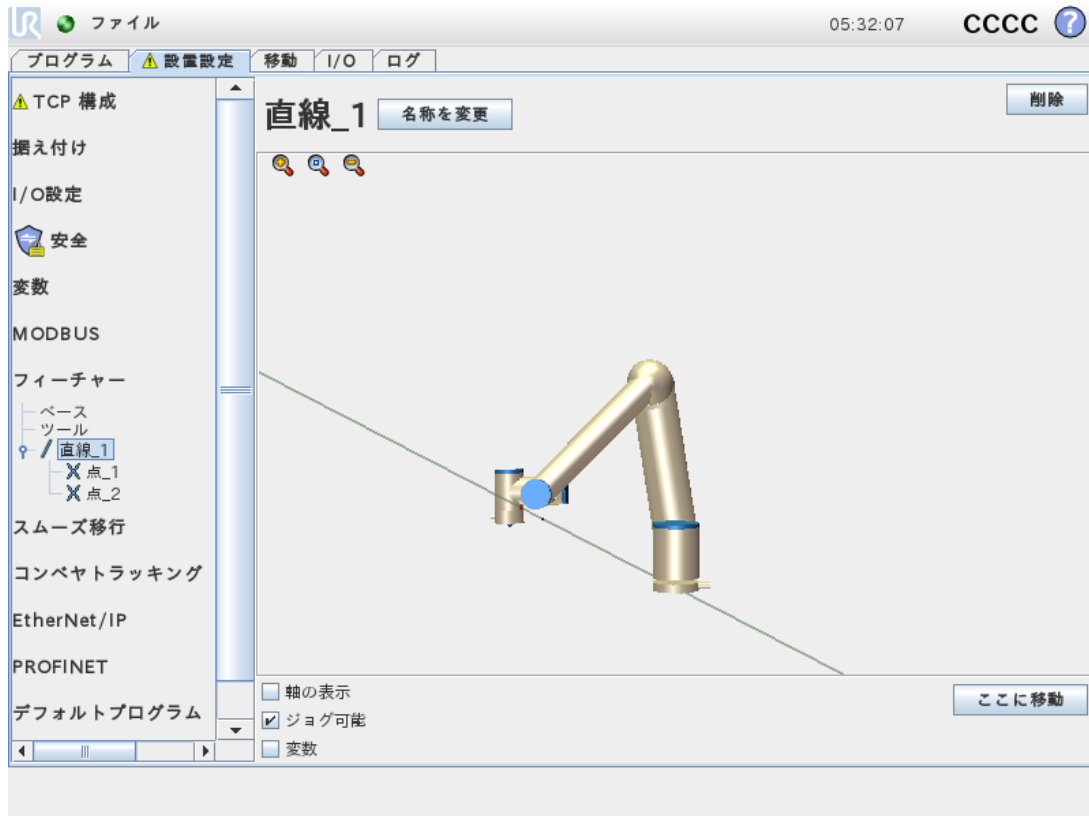 UR ファイル 05:32:07 CCCC ?
プログラム 設置設定 移動 I/O ログ
TCP 構成
据え付け
I/O設定
安全
変数
MODBUS
フィーチャー
ベース
ツール
直線_1
点_1
点_2
スムーズ移行
コンベヤトラッキング
EtherNet/IP
PROFINET
デフォルトプログラム
直線_1 名称を変更 削除
軸の表示
ジョグ可能
変数
ここに移動